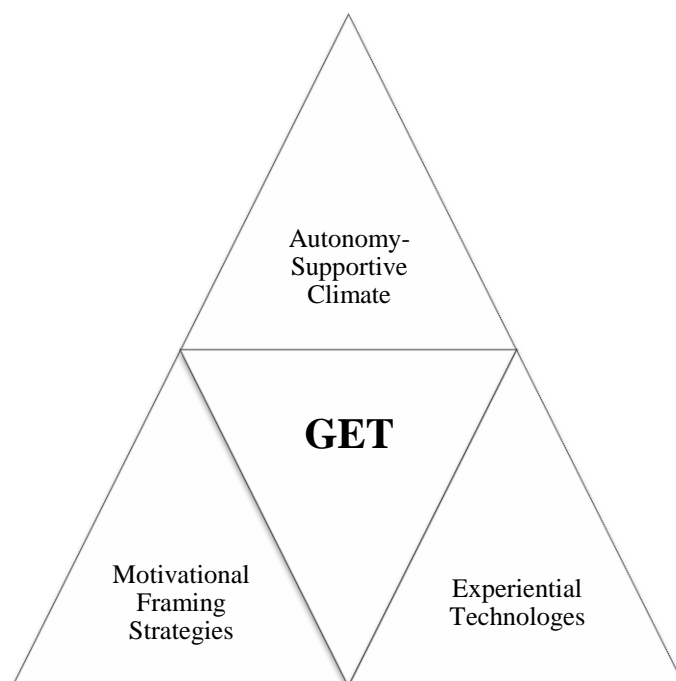 Autonomy-
Supportive
Climate
GET
Motivational
Framing
Strategies
Experiential
Technologes